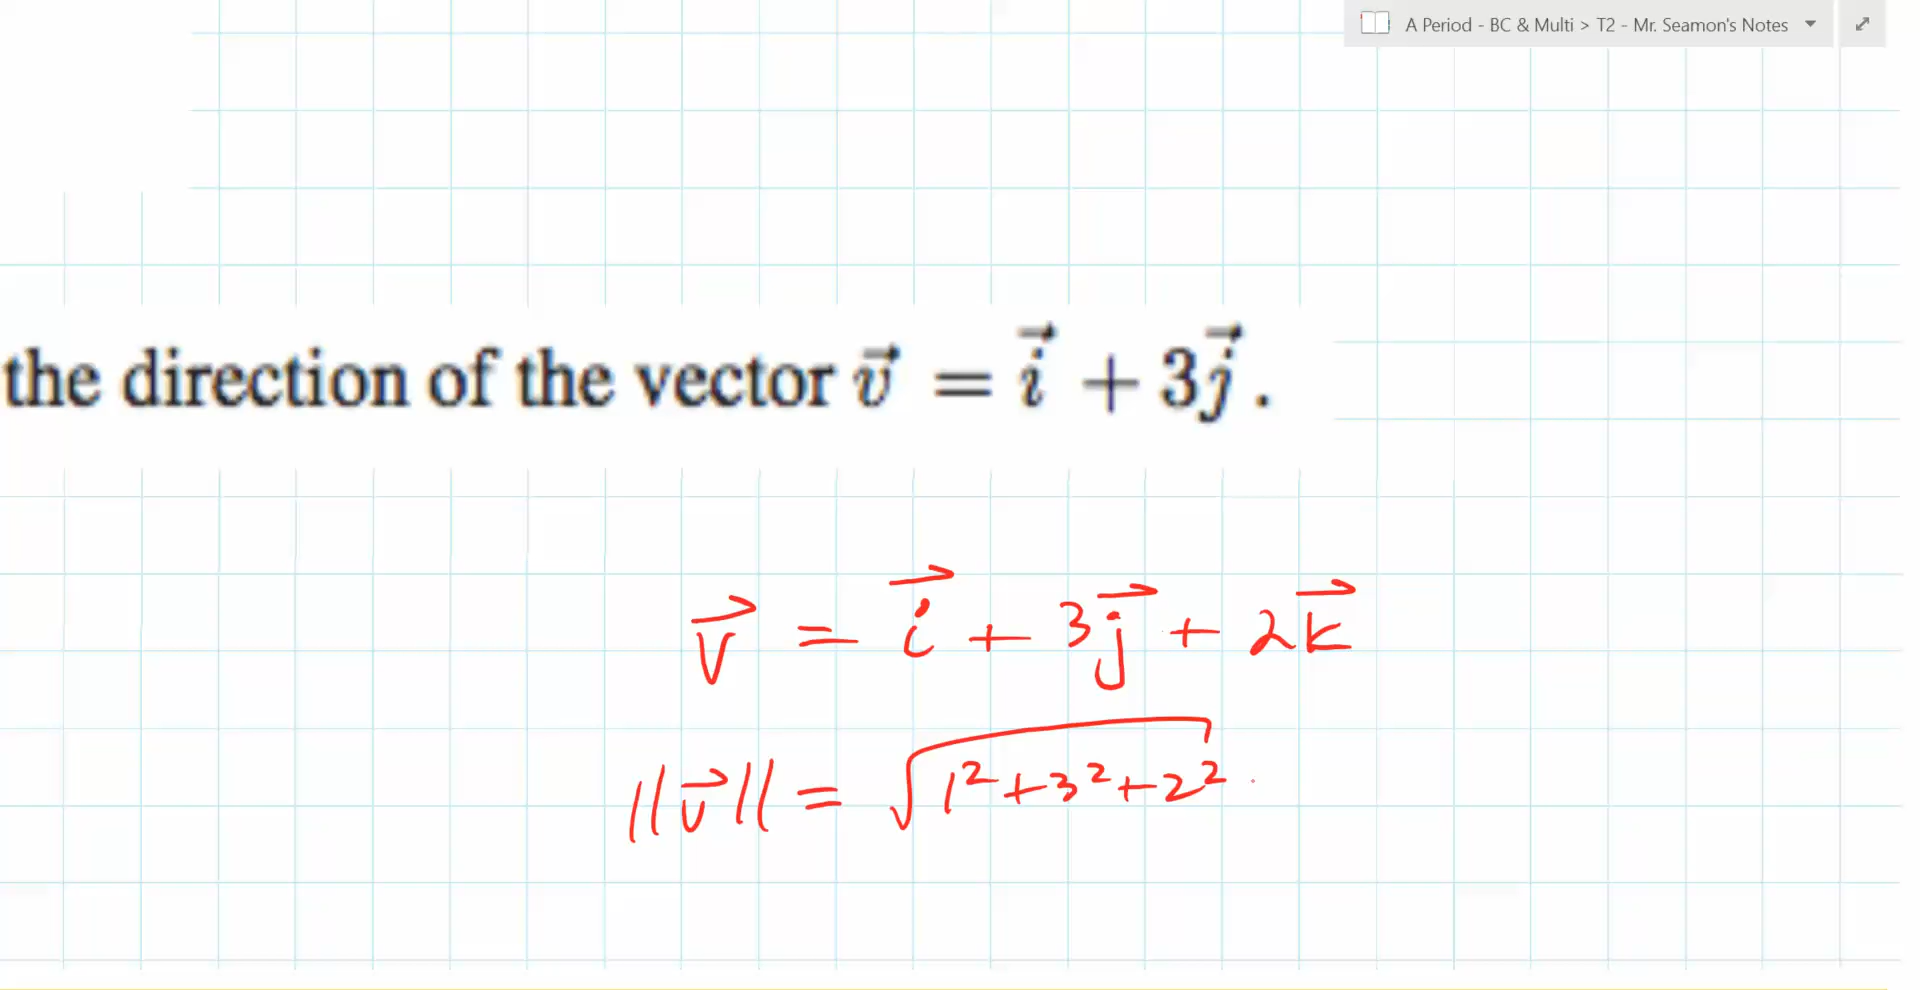 A Period - BC & Multi > T2 - Mr. Seamon's Notes
the direction of the vector v⃗ = i⃗ + 3j⃗ .
v⃗ = i⃗ + 3j⃗ + 2k⃗
||v⃗|| = √(1² + 3² + 2²)